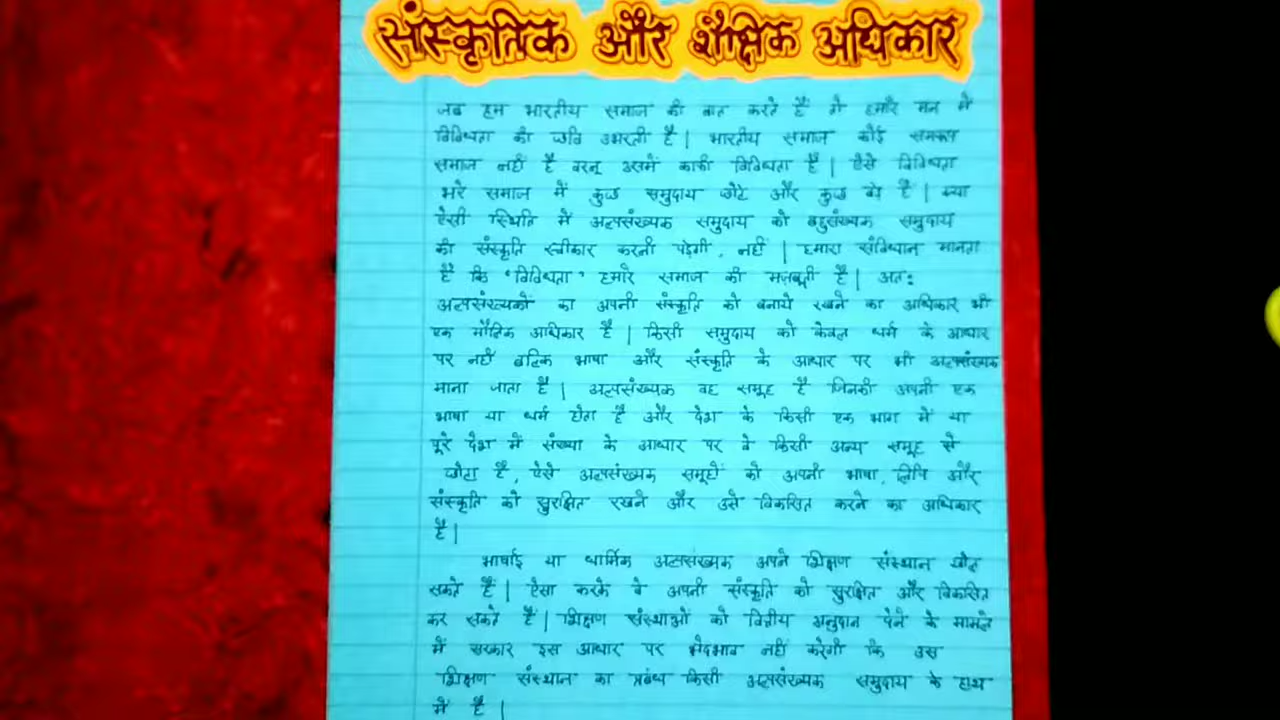 सांस्कृतिक और शैक्षिक अधिकार
जब हम भारतीय समाज की बात करते हैं तो हमारे मन में
विविधता की छवि उभरती है | भारतीय समाज कोई समरूप
समाज नहीं है वरन् उसमें काफी विविधता है | ऐसे विविधता
भरे समाज में कुछ समुदाय छोटे और कुछ बड़े है | क्या
ऐसी स्थिति में अल्पसंख्यक समुदाय को बहुसंख्यक समुदाय
की संस्कृति स्वीकार करनी पड़ेगी, नहीं | हमारा संविधान मानता
है कि 'विविधता' हमारे समाज की मजबूती है | अतः
अल्पसंख्यकों का अपनी संस्कृति को बनाये रखने का अधिकार भी
एक मौलिक अधिकार है | किसी समुदाय को केवल धर्म के आधार
पर नहीं बल्कि भाषा और संस्कृति के आधार पर भी अल्पसंख्यक
माना जाता है | अल्पसंख्यक वह समूह है जिनकी अपनी एक
भाषा या धर्म होता है और देश के किसी एक भाग में या
पूरे देश में संख्या के आधार पर वे किसी अन्य समूह से
छोटा है, ऐसे अल्पसंख्यक समूहों को अपनी भाषा, लिपि और
संस्कृति को सुरक्षित रखने और उसे विकसित करने का अधिकार
है |
भाषाई या धार्मिक अल्पसंख्यक अपने शिक्षण संस्थान खोल
सकते हैं | ऐसा करके वे अपनी संस्कृति को सुरक्षित और विकसित
कर सकते हैं | शिक्षण संस्थाओं को वित्तीय अनुदान देने के मामले
में सरकार इस आधार पर भेदभाव नहीं करेगी कि उस
शिक्षण संस्थान का प्रबंध किसी अल्पसंख्यक समुदाय के हाथ
में है |